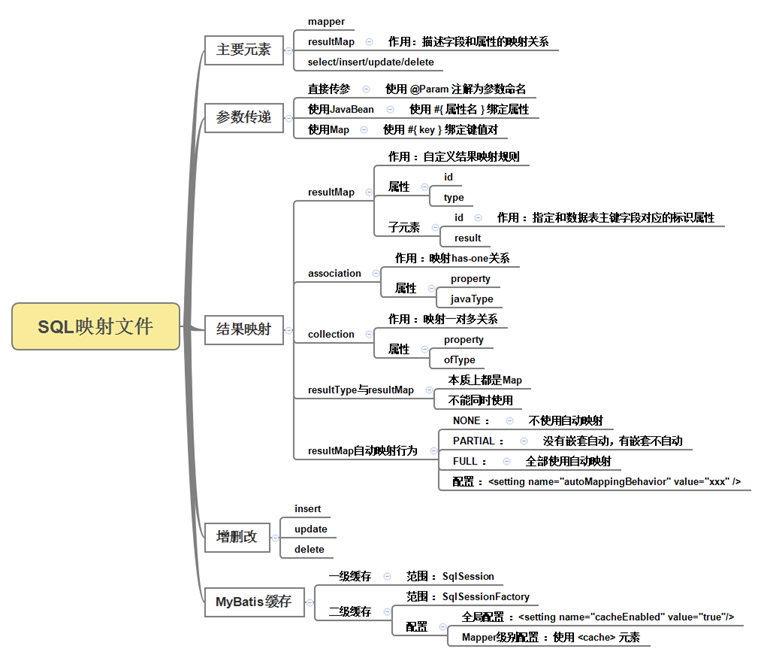 SQL映射文件
主要元素
mapper
resultMap
作用：描述字段和属性的映射关系
select/insert/update/delete
参数传递
直接传参
使用 @Param 注解为参数命名
使用JavaBean
使用 #{ 属性名 } 绑定属性
使用Map
使用 #{ key } 绑定键值对
结果映射
resultMap
作用：自定义结果映射规则
属性
id
type
子元素
id
作用：指定和数据表主键字段对应的标识属性
result
association
作用：映射has-one关系
属性
property
javaType
collection
作用：映射一对多关系
属性
property
ofType
resultType与resultMap
本质上都是Map
不能同时使用
resultMap自动映射行为
NONE：
不使用自动映射
PARTIAL：
没有嵌套自动，有嵌套不自动
FULL：
全部使用自动映射
配置：<setting name="autoMappingBehavior" value="xxx" />
增删改
insert
update
delete
MyBatis缓存
一级缓存
范围：SqlSession
二级缓存
范围：SqlSessionFactory
配置
全局配置：<setting name="cacheEnabled" value="true"/>
Mapper级别配置：使用 <cache> 元素